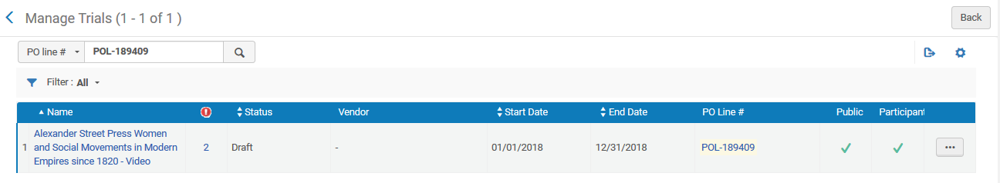 Manage Trials (1 - 1 of 1 )
Back
PO line # POL-189409
Filter : All
Name Status Vendor Start Date End Date PO Line # Public Participant
1 Alexander Street Press Women and Social Movements in Modern Empires since 1820 - Video 2 Draft - 01/01/2018 12/31/2018 POL-189409